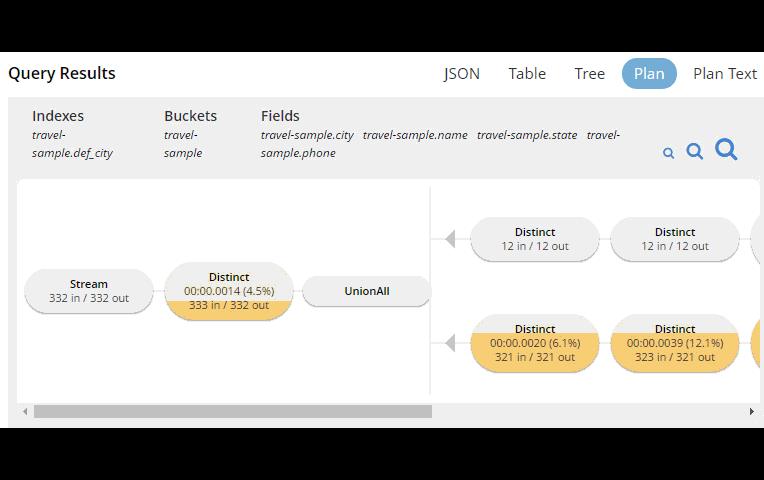 Query Results
JSON Table Tree Plan Plan Text
Indexes
travel-
sample.def_city
Buckets
travel-
sample
Fields
travel-sample.city travel-sample.name travel-sample.state travel-
sample.phone
Distinct
12 in / 12 out
Distinct
12 in / 12 out
Stream
332 in / 332 out
Distinct
00:00.0014 (4.5%)
333 in / 332 out
UnionAll
Distinct
00:00.0020 (6.1%)
321 in / 321 out
Distinct
00:00.0039 (12.1%)
323 in / 321 out